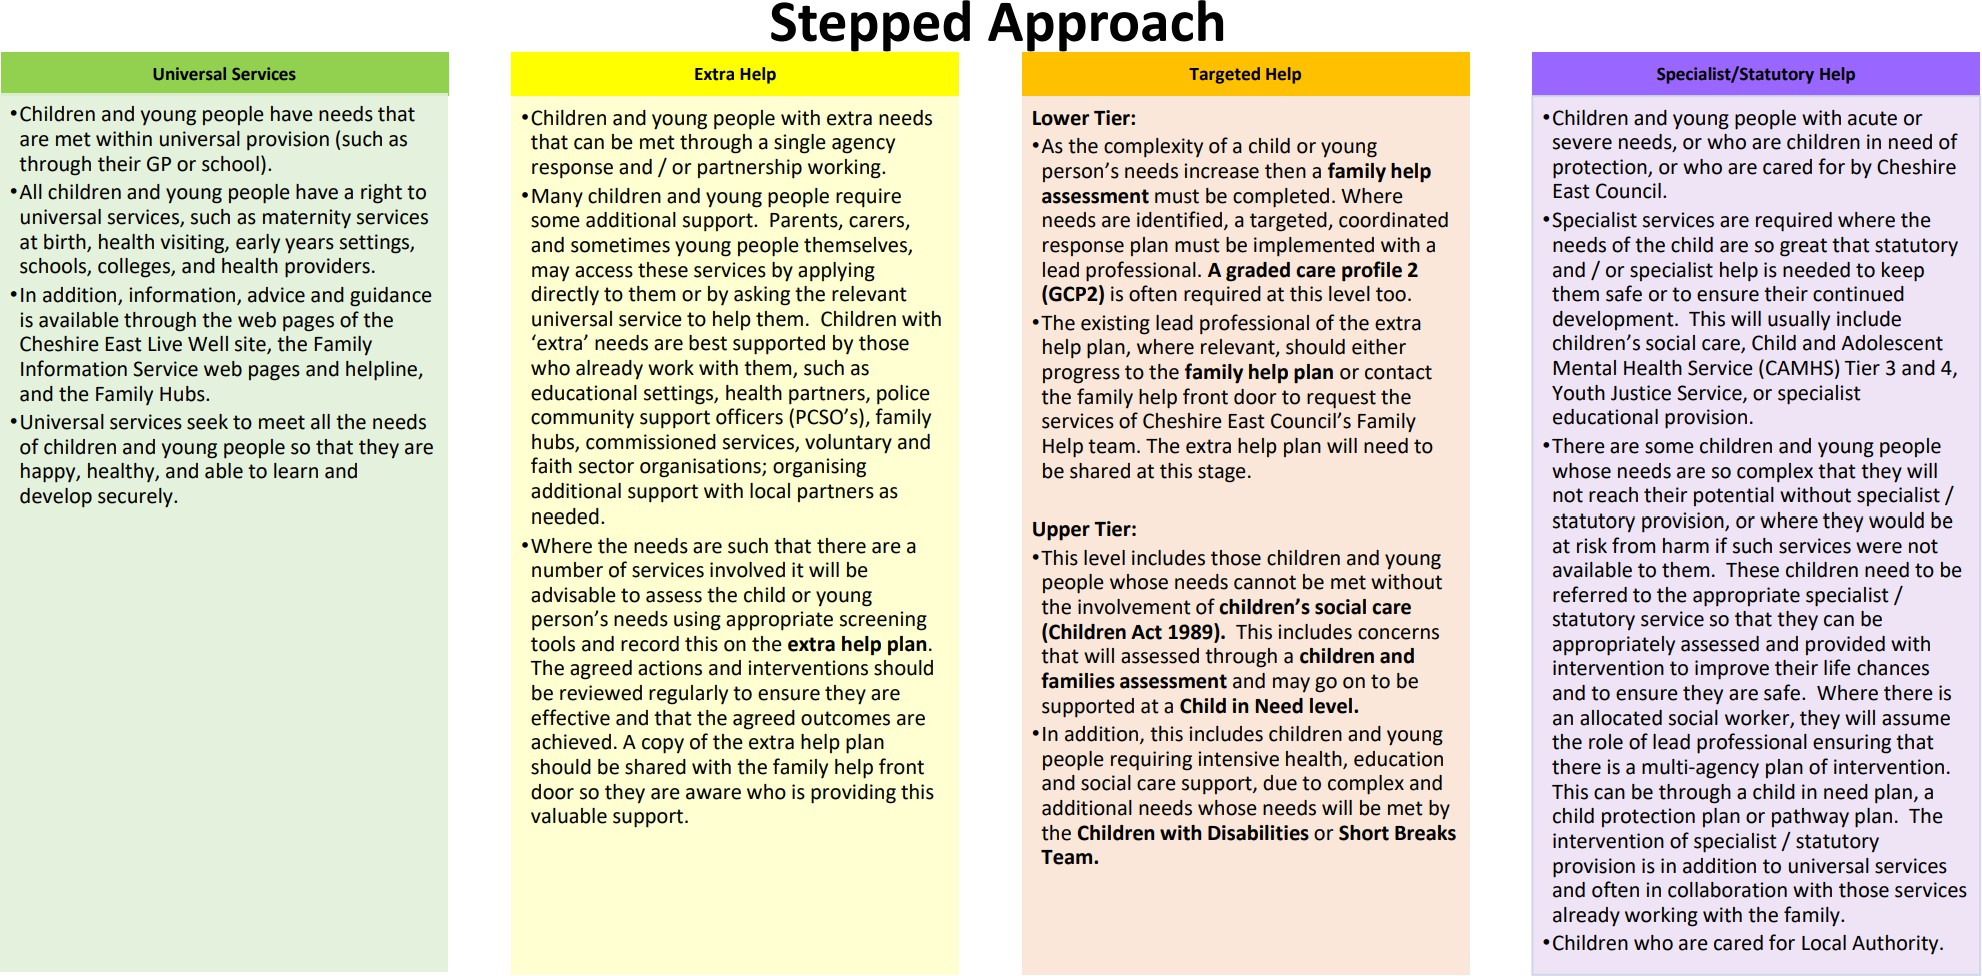 Stepped Approach
Universal Services
•Children and young people have needs that
are met within universal provision (such as
through their GP or school).
•All children and young people have a right to
universal services, such as maternity services
at birth, health visiting, early years settings,
schools, colleges, and health providers.
•In addition, information, advice and guidance
is available through the web pages of the
Cheshire East Live Well site, the Family
Information Service web pages and helpline,
and the Family Hubs.
•Universal services seek to meet all the needs
of children and young people so that they are
happy, healthy, and able to learn and
develop securely.
Extra Help
•Children and young people with extra needs
that can be met through a single agency
response and / or partnership working.
•Many children and young people require
some additional support.  Parents, carers,
and sometimes young people themselves,
may access these services by applying
directly to them or by asking the relevant
universal service to help them.  Children with
‘extra’ needs are best supported by those
who already work with them, such as
educational settings, health partners, police
community support officers (PCSO’s), family
hubs, commissioned services, voluntary and
faith sector organisations; organising
additional support with local partners as
needed.
•Where the needs are such that there are a
number of services involved it will be
advisable to assess the child or young
person’s needs using appropriate screening
tools and record this on the extra help plan.
The agreed actions and interventions should
be reviewed regularly to ensure they are
effective and that the agreed outcomes are
achieved. A copy of the extra help plan
should be shared with the family help front
door so they are aware who is providing this
valuable support.
Targeted Help
Lower Tier:
•As the complexity of a child or young
person’s needs increase then a family help
assessment must be completed. Where
needs are identified, a targeted, coordinated
response plan must be implemented with a
lead professional. A graded care profile 2
(GCP2) is often required at this level too.
•The existing lead professional of the extra
help plan, where relevant, should either
progress to the family help plan or contact
the family help front door to request the
services of Cheshire East Council’s Family
Help team. The extra help plan will need to
be shared at this stage.
Upper Tier:
•This level includes those children and young
people whose needs cannot be met without
the involvement of children’s social care
(Children Act 1989).  This includes concerns
that will assessed through a children and
families assessment and may go on to be
supported at a Child in Need level.
•In addition, this includes children and young
people requiring intensive health, education
and social care support, due to complex and
additional needs whose needs will be met by
the Children with Disabilities or Short Breaks
Team.
Specialist/Statutory Help
•Children and young people with acute or
severe needs, or who are children in need of
protection, or who are cared for by Cheshire
East Council.
•Specialist services are required where the
needs of the child are so great that statutory
and / or specialist help is needed to keep
them safe or to ensure their continued
development.  This will usually include
children’s social care, Child and Adolescent
Mental Health Service (CAMHS) Tier 3 and 4,
Youth Justice Service, or specialist
educational provision.
•There are some children and young people
whose needs are so complex that they will
not reach their potential without specialist /
statutory provision, or where they would be
at risk from harm if such services were not
available to them.  These children need to be
referred to the appropriate specialist /
statutory service so that they can be
appropriately assessed and provided with
intervention to improve their life chances
and to ensure they are safe.  Where there is
an allocated social worker, they will assume
the role of lead professional ensuring that
there is a multi-agency plan of intervention.
This can be through a child in need plan, a
child protection plan or pathway plan.  The
intervention of specialist / statutory
provision is in addition to universal services
and often in collaboration with those services
already working with the family.
•Children who are cared for Local Authority.